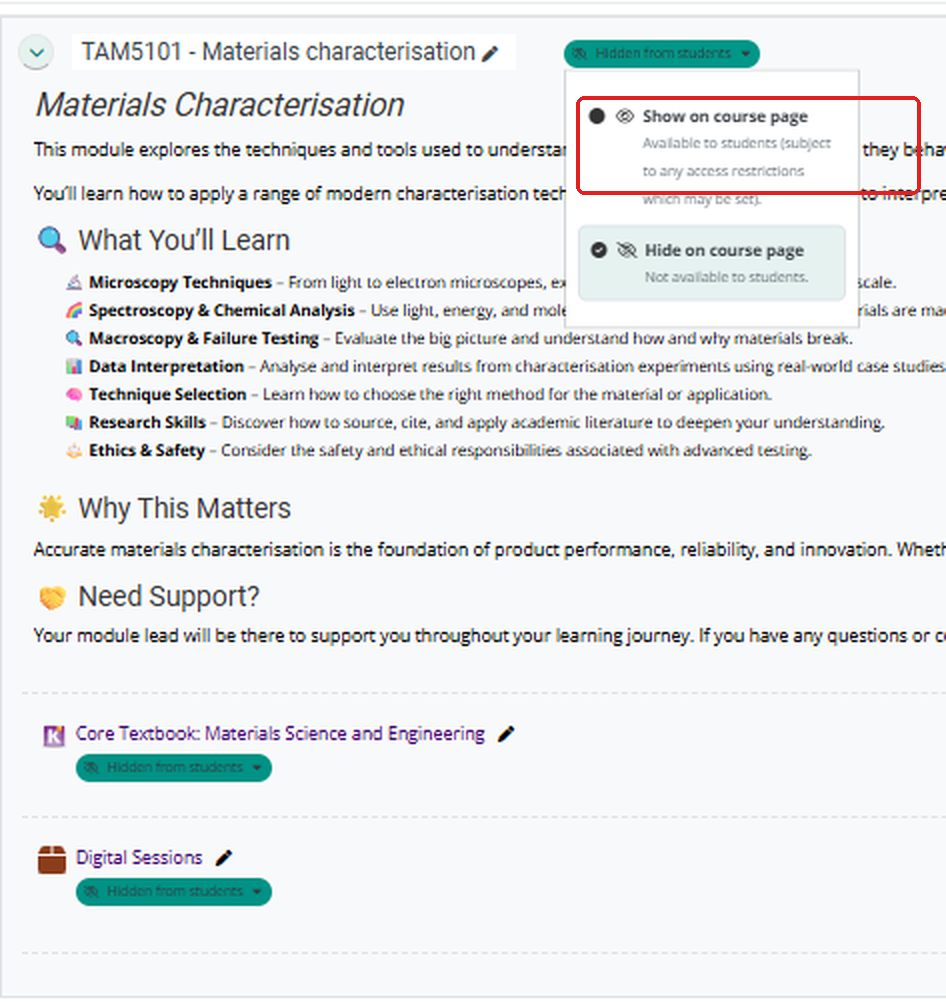 TAM5101 - Materials characterisation
Hidden from students
Materials Characterisation
Show on course page
Available to students (subject
to any access restrictions
which may be set).
Hide on course page
Not available to students.
This module explores the techniques and tools used to they
You'll learn how to apply a range of modern characterisation to
What You'll Learn
Microscopy Techniques – From light to electron microscopes, scale.
Spectroscopy & Chemical Analysis – Use light, energy, and are
Macroscopy & Failure Testing – Evaluate the big picture and understand how and why materials break.
Data Interpretation – Analyse and interpret results from characterisation experiments using real-world case studies
Technique Selection – Learn how to choose the right method for the material or application.
Research Skills – Discover how to source, cite, and apply academic literature to deepen your understanding.
Ethics & Safety – Consider the safety and ethical responsibilities associated with advanced testing.
Why This Matters
Accurate materials characterisation is the foundation of product performance, reliability, and innovation.
Need Support?
Your module lead will be there to support you throughout your learning journey. If you have any questions or
Core Textbook: Materials Science and Engineering
Hidden from students
Digital Sessions
Hidden from students